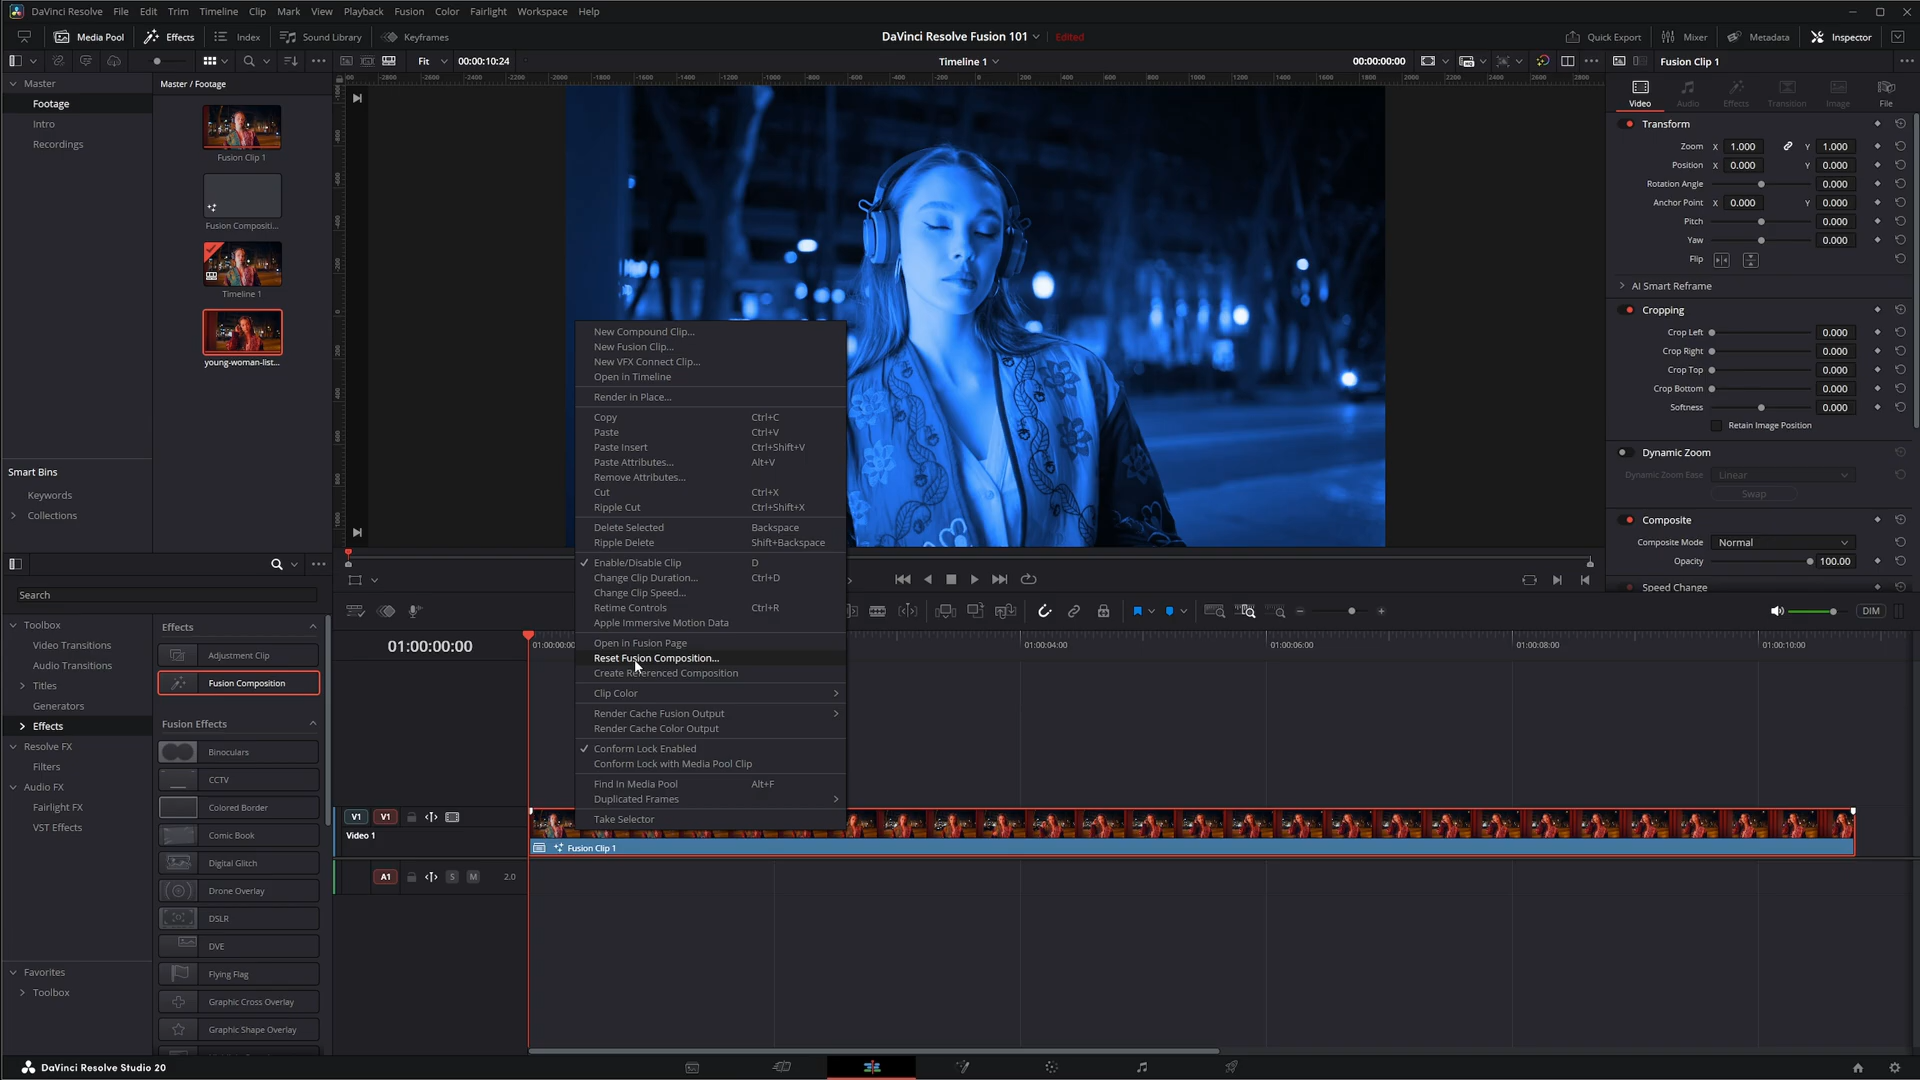 DaVinci Resolve File Edit Trim Timeline Clip Mark View Playback Fusion Color Fairlight Workspace Help
Media Pool Effects Index Sound Library Keyframes
DaVinci Resolve Fusion 101 Edited
Quick Export Mixer Metadata Inspector
Fit 00:00:10:24
Timeline 1
00:00:00:00
Fusion Clip 1
Master
Footage
Intro
Recordings
Master / Footage
Fusion Clip 1
Fusion Compositi...
Timeline 1
young-woman-list...
Smart Bins
Keywords
Collections
Video Audio Effects Transition Image File
Transform
Zoom X 1.000 Y 1.000
Position X 0.000 Y 0.000
Rotation Angle 0.000
Anchor Point X 0.000 Y 0.000
Pitch 0.000
Yaw 0.000
Flip
AI Smart Reframe
Cropping
Crop Left 0.000
Crop Right 0.000
Crop Top 0.000
Crop Bottom 0.000
Softness 0.000
Retain Image Position
Dynamic Zoom
Dynamic Zoom Ease Linear
Swap
Composite
Composite Mode Normal
Opacity 100.00
Speed Change
New Compound Clip...
New Fusion Clip...
New VFX Connect Clip...
Open in Timeline
Render in Place...
Copy Ctrl+C
Paste Ctrl+V
Paste Insert Ctrl+Shift+V
Paste Attributes... Alt+V
Remove Attributes...
Cut Ctrl+X
Ripple Cut Ctrl+Shift+X
Delete Selected Backspace
Ripple Delete Shift+Backspace
Enable/Disable Clip D
Change Clip Duration... Ctrl+D
Change Clip Speed...
Retime Controls Ctrl+R
Apple Immersive Motion Data
Open in Fusion Page
Reset Fusion Composition...
Create Referenced Composition
Clip Color
Render Cache Fusion Output
Render Cache Color Output
Conform Lock Enabled
Conform Lock with Media Pool Clip
Find In Media Pool Alt+F
Duplicated Frames
Take Selector
Search
Toolbox
Video Transitions
Audio Transitions
Titles
Generators
Effects
Resolve FX
Filters
Audio FX
Fairlight FX
VST Effects
Favorites
Toolbox
Effects
Adjustment Clip
Fusion Composition
Fusion Effects
Binoculars
CCTV
Colored Border
Comic Book
Digital Glitch
Drone Overlay
DSLR
DVE
Flying Flag
Graphic Cross Overlay
Graphic Shape Overlay
DIM
01:00:00:00
01:00:04:00 01:00:06:00 01:00:08:00 01:00:10:00
V1 V1
Video 1
Fusion Clip 1
A1 S M 2.0
DaVinci Resolve Studio 20